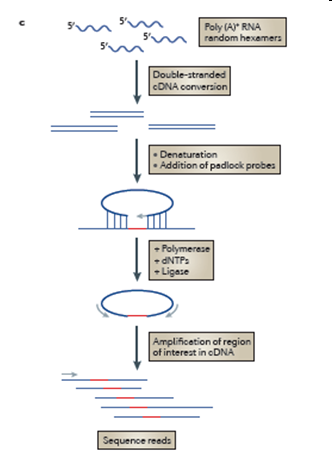 c
5′ 5′
5′ 5′
Poly (A)⁺ RNA
random hexamers
Double-stranded
cDNA conversion
• Denaturation
• Addition of padlock probes
+ Polymerase
+ dNTPs
+ Ligase
Amplification of region
of interest in cDNA
Sequence reads